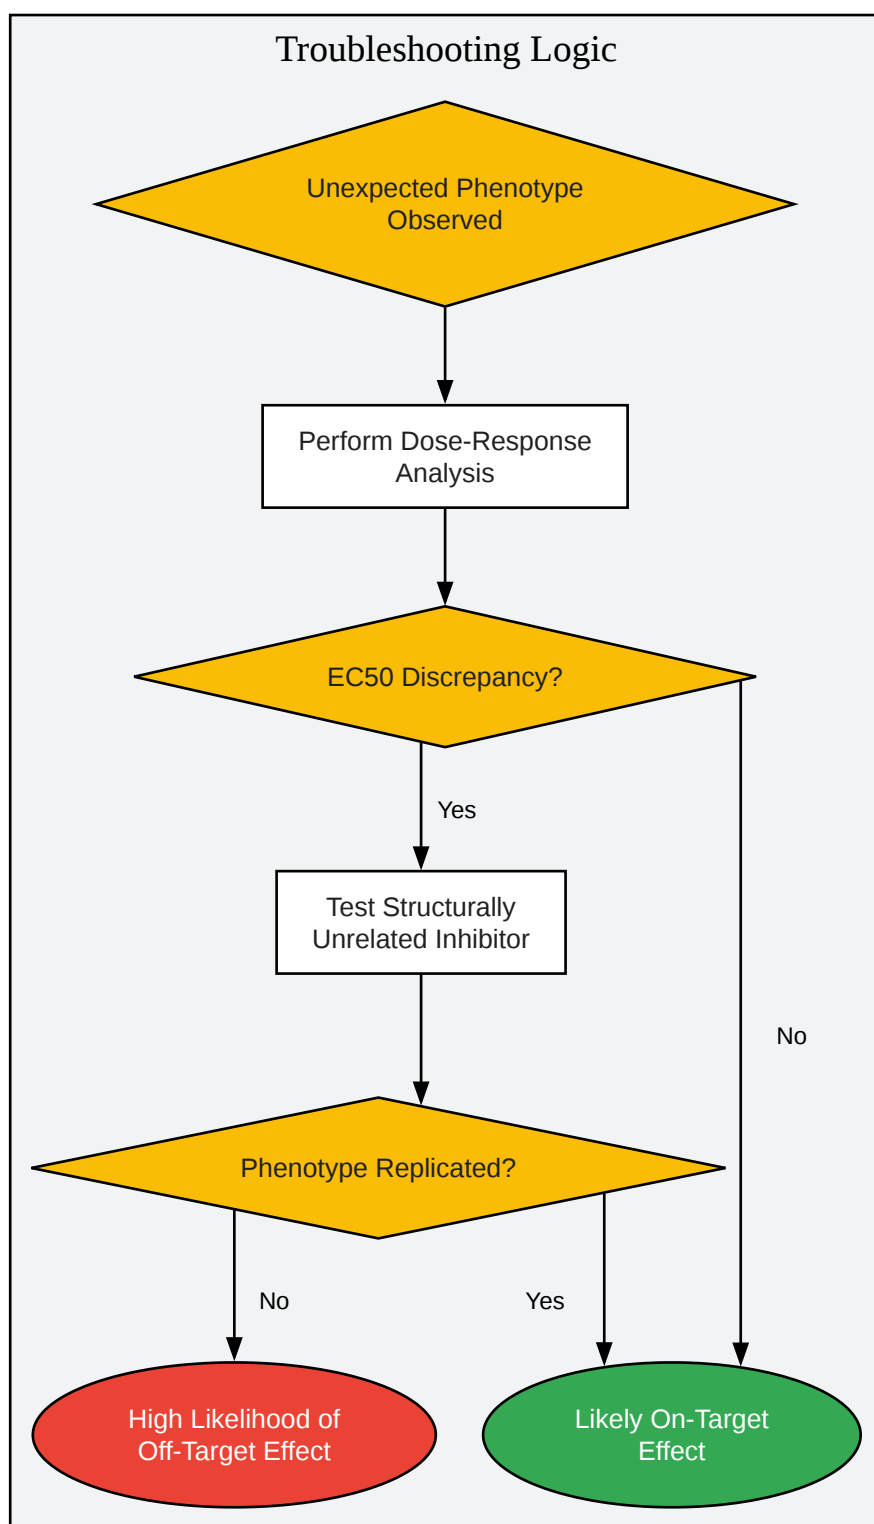 Troubleshooting Logic
Unexpected Phenotype
Observed
Perform Dose-Response
Analysis
EC50 Discrepancy?
Yes
Test Structurally
Unrelated Inhibitor
No
Phenotype Replicated?
No
Yes
High Likelihood of
Off-Target Effect
Likely On-Target
Effect